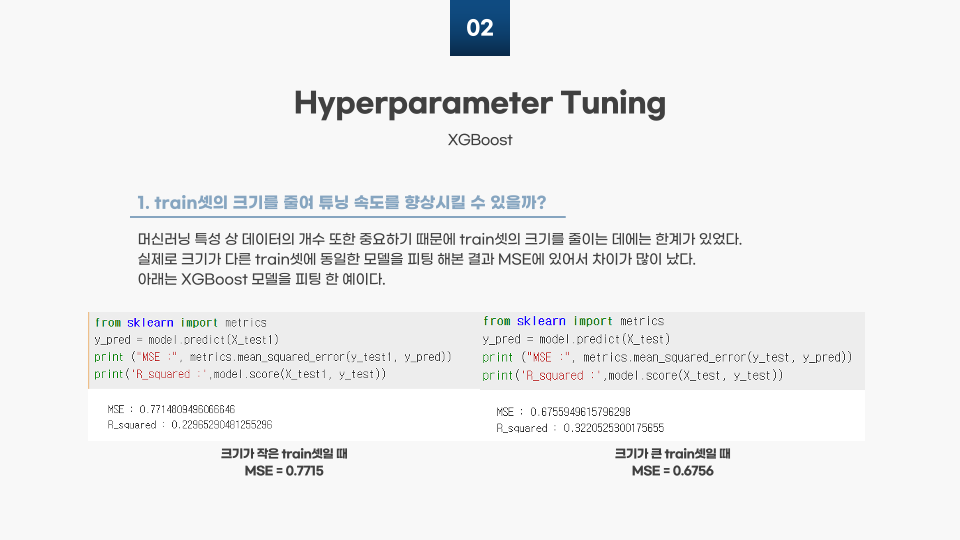 02
Hyperparameter Tuning
XGBoost
1. train셋의 크기를 줄여 튜닝 속도를 향상시킬 수 있을까?
머신러닝 특성 상 데이터의 개수 또한 중요하기 때문에 train셋의 크기를 줄이는 데에는 한계가 있었다.
실제로 크기가 다른 train셋에 동일한 모델을 피팅 해본 결과 MSE에 있어서 차이가 많이 났다.
아래는 XGBoost 모델을 피팅 한 예이다.
from sklearn import metrics
y_pred = model.predict(X_test1)
print ("MSE :", metrics.mean_squared_error(y_test1, y_pred))
print('R_squared :',model.score(X_test1, y_test))
MSE : 0.7714809496066646
R_squared : 0.22965290481255296
크기가 작은 train셋일 때
MSE = 0.7715
from sklearn import metrics
y_pred = model.predict(X_test)
print ("MSE :", metrics.mean_squared_error(y_test, y_pred))
print('R_squared :',model.score(X_test, y_test))
MSE : 0.6755949615796298
R_squared : 0.3220525300175655
크기가 큰 train셋일 때
MSE = 0.6756